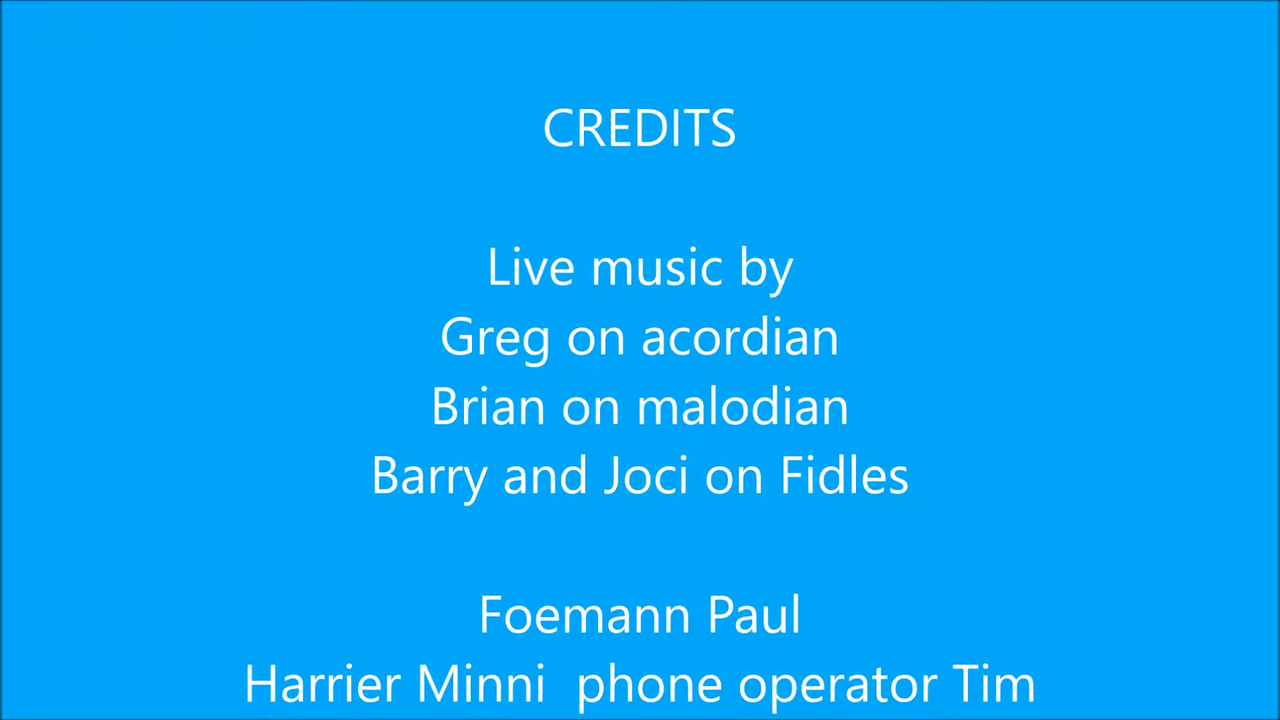 CREDITS
Live music by
Greg on acordian
Brian on malodian
Barry and Joci on Fidles
Foemann Paul
Harrier Minni  phone operator Tim